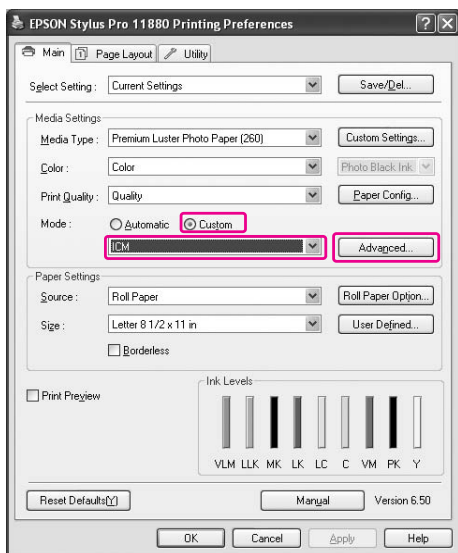 EPSON Stylus Pro 11880 Printing Preferences
Main Page Layout Utility
Select Setting : Current Settings Save/Del...
Media Settings
Media Type : Premium Luster Photo Paper (260) Custom Settings...
Color : Color Photo Black Ink
Print Quality : Quality Paper Config...
Mode : Automatic Custom
ICM Advanced...
Paper Settings
Source : Roll Paper Roll Paper Option...
Size : Letter 8 1/2 x 11 in User Defined...
Borderless
Print Preview
Ink Levels
VLM LLK MK LK LC C VM PK Y
Reset Defaults(Y) Manual Version 6.50
OK Cancel Apply Help